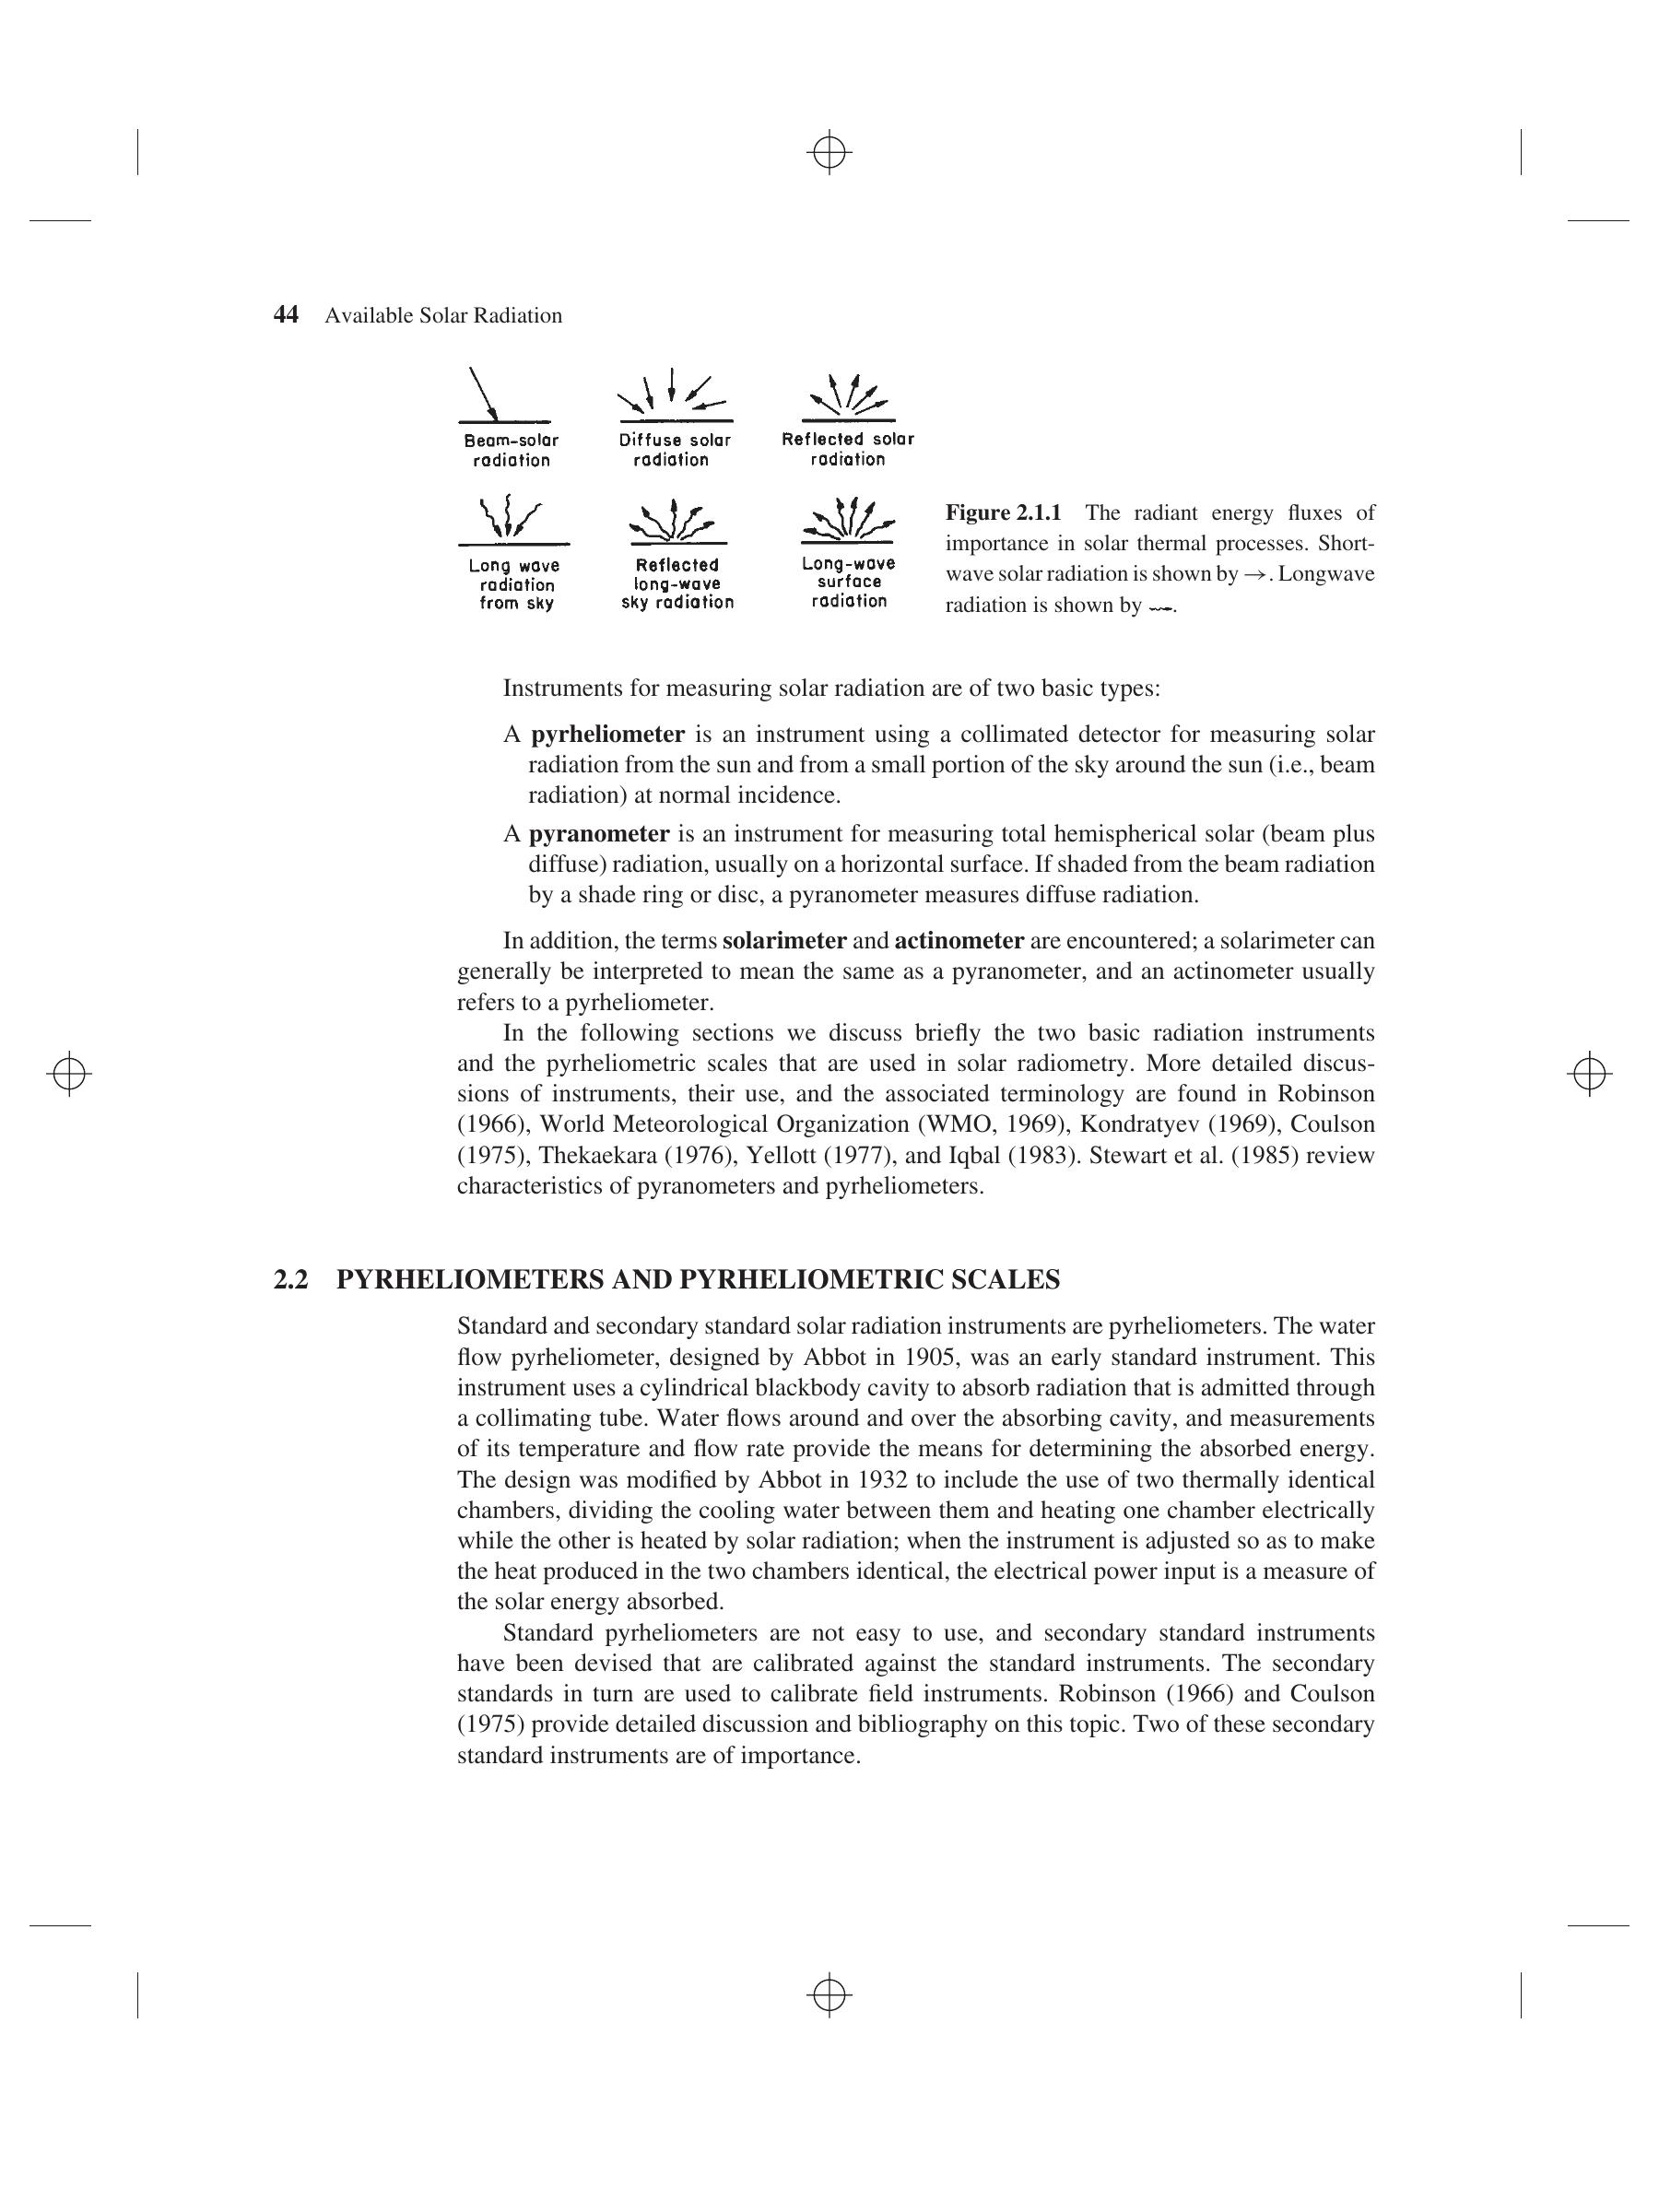 44 Available Solar Radiation
Beam-solar
radiation
Diffuse solar
radiation
Reflected solar
radiation
Long wave
radiation
from sky
Reflected
long-wave
sky radiation
Long-wave
surface
radiation
Figure 2.1.1 The radiant energy fluxes of
importance in solar thermal processes. Short-
wave solar radiation is shown by →. Longwave
radiation is shown by .
Instruments for measuring solar radiation are of two basic types:
A pyrheliometer is an instrument using a collimated detector for measuring solar
radiation from the sun and from a small portion of the sky around the sun (i.e., beam
radiation) at normal incidence.
A pyranometer is an instrument for measuring total hemispherical solar (beam plus
diffuse) radiation, usually on a horizontal surface. If shaded from the beam radiation
by a shade ring or disc, a pyranometer measures diffuse radiation.
In addition, the terms solarimeter and actinometer are encountered; a solarimeter can
generally be interpreted to mean the same as a pyranometer, and an actinometer usually
refers to a pyrheliometer.
In the following sections we discuss briefly the two basic radiation instruments
and the pyrheliometric scales that are used in solar radiometry. More detailed discus-
sions of instruments, their use, and the associated terminology are found in Robinson
(1966), World Meteorological Organization (WMO, 1969), Kondratyev (1969), Coulson
(1975), Thekaekara (1976), Yellott (1977), and Iqbal (1983). Stewart et al. (1985) review
characteristics of pyranometers and pyrheliometers.
2.2 PYRHELIOMETERS AND PYRHELIOMETRIC SCALES
Standard and secondary standard solar radiation instruments are pyrheliometers. The water
flow pyrheliometer, designed by Abbot in 1905, was an early standard instrument. This
instrument uses a cylindrical blackbody cavity to absorb radiation that is admitted through
a collimating tube. Water flows around and over the absorbing cavity, and measurements
of its temperature and flow rate provide the means for determining the absorbed energy.
The design was modified by Abbot in 1932 to include the use of two thermally identical
chambers, dividing the cooling water between them and heating one chamber electrically
while the other is heated by solar radiation; when the instrument is adjusted so as to make
the heat produced in the two chambers identical, the electrical power input is a measure of
the solar energy absorbed.
Standard pyrheliometers are not easy to use, and secondary standard instruments
have been devised that are calibrated against the standard instruments. The secondary
standards in turn are used to calibrate field instruments. Robinson (1966) and Coulson
(1975) provide detailed discussion and bibliography on this topic. Two of these secondary
standard instruments are of importance.